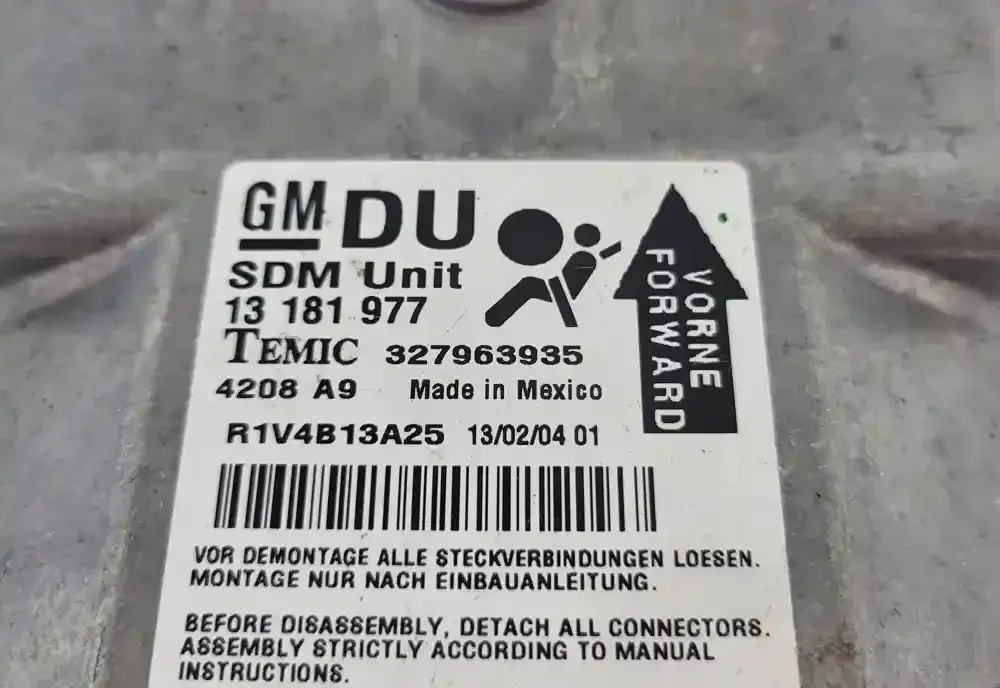 GM DU
SDM Unit
13 181 977
TEMIC 327963935
4208 A9 Made in Mexico
R1V4B13A25 13/02/04 01
VORNE
FORWARD
VOR DEMONTAGE ALLE STECKVERBINDUNGEN LOESEN.
MONTAGE NUR NACH EINBAUANLEITUNG.
BEFORE DISASSEMBLY, DETACH ALL CONNECTORS.
ASSEMBLY STRICTLY ACCORDING TO MANUAL
INSTRUCTIONS.